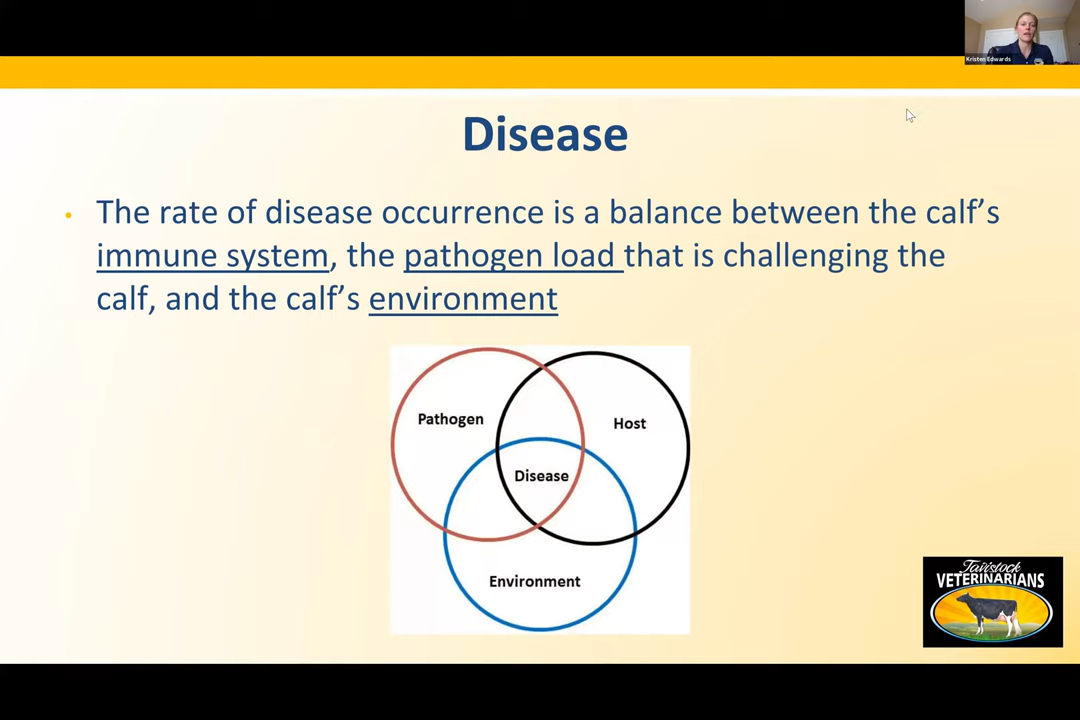 Kristen Edwards
Disease
• The rate of disease occurrence is a balance between the calf’s
immune system, the pathogen load that is challenging the
calf, and the calf’s environment
Pathogen
Host
Disease
Environment
Tavistock
VETERINARIANS